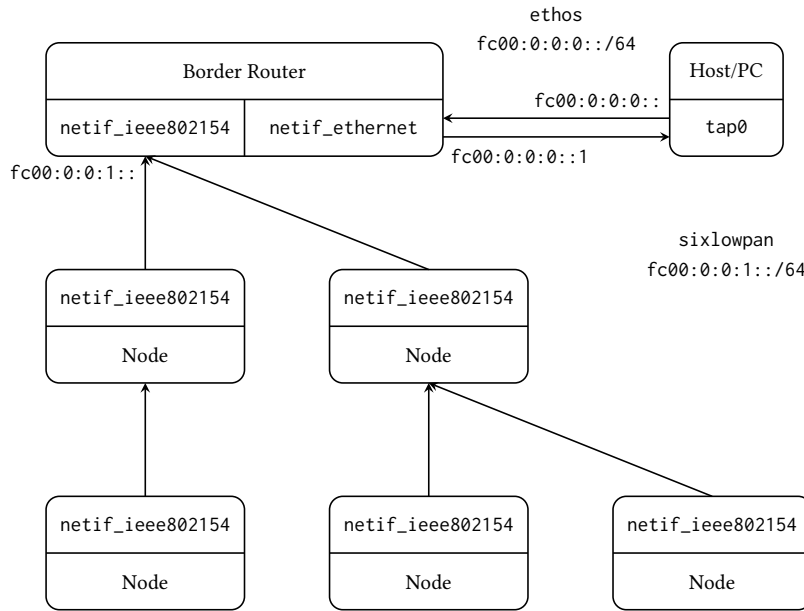 ethos
fc00:0:0:0::/64
Border Router
Host/PC
netif_ieee802154
netif_ethernet
fc00:0:0:0::
tap0
fc00:0:0:0::1
fc00:0:0:1::
sixlowpan
fc00:0:0:1::/64
netif_ieee802154
netif_ieee802154
Node
Node
netif_ieee802154
netif_ieee802154
netif_ieee802154
Node
Node
Node